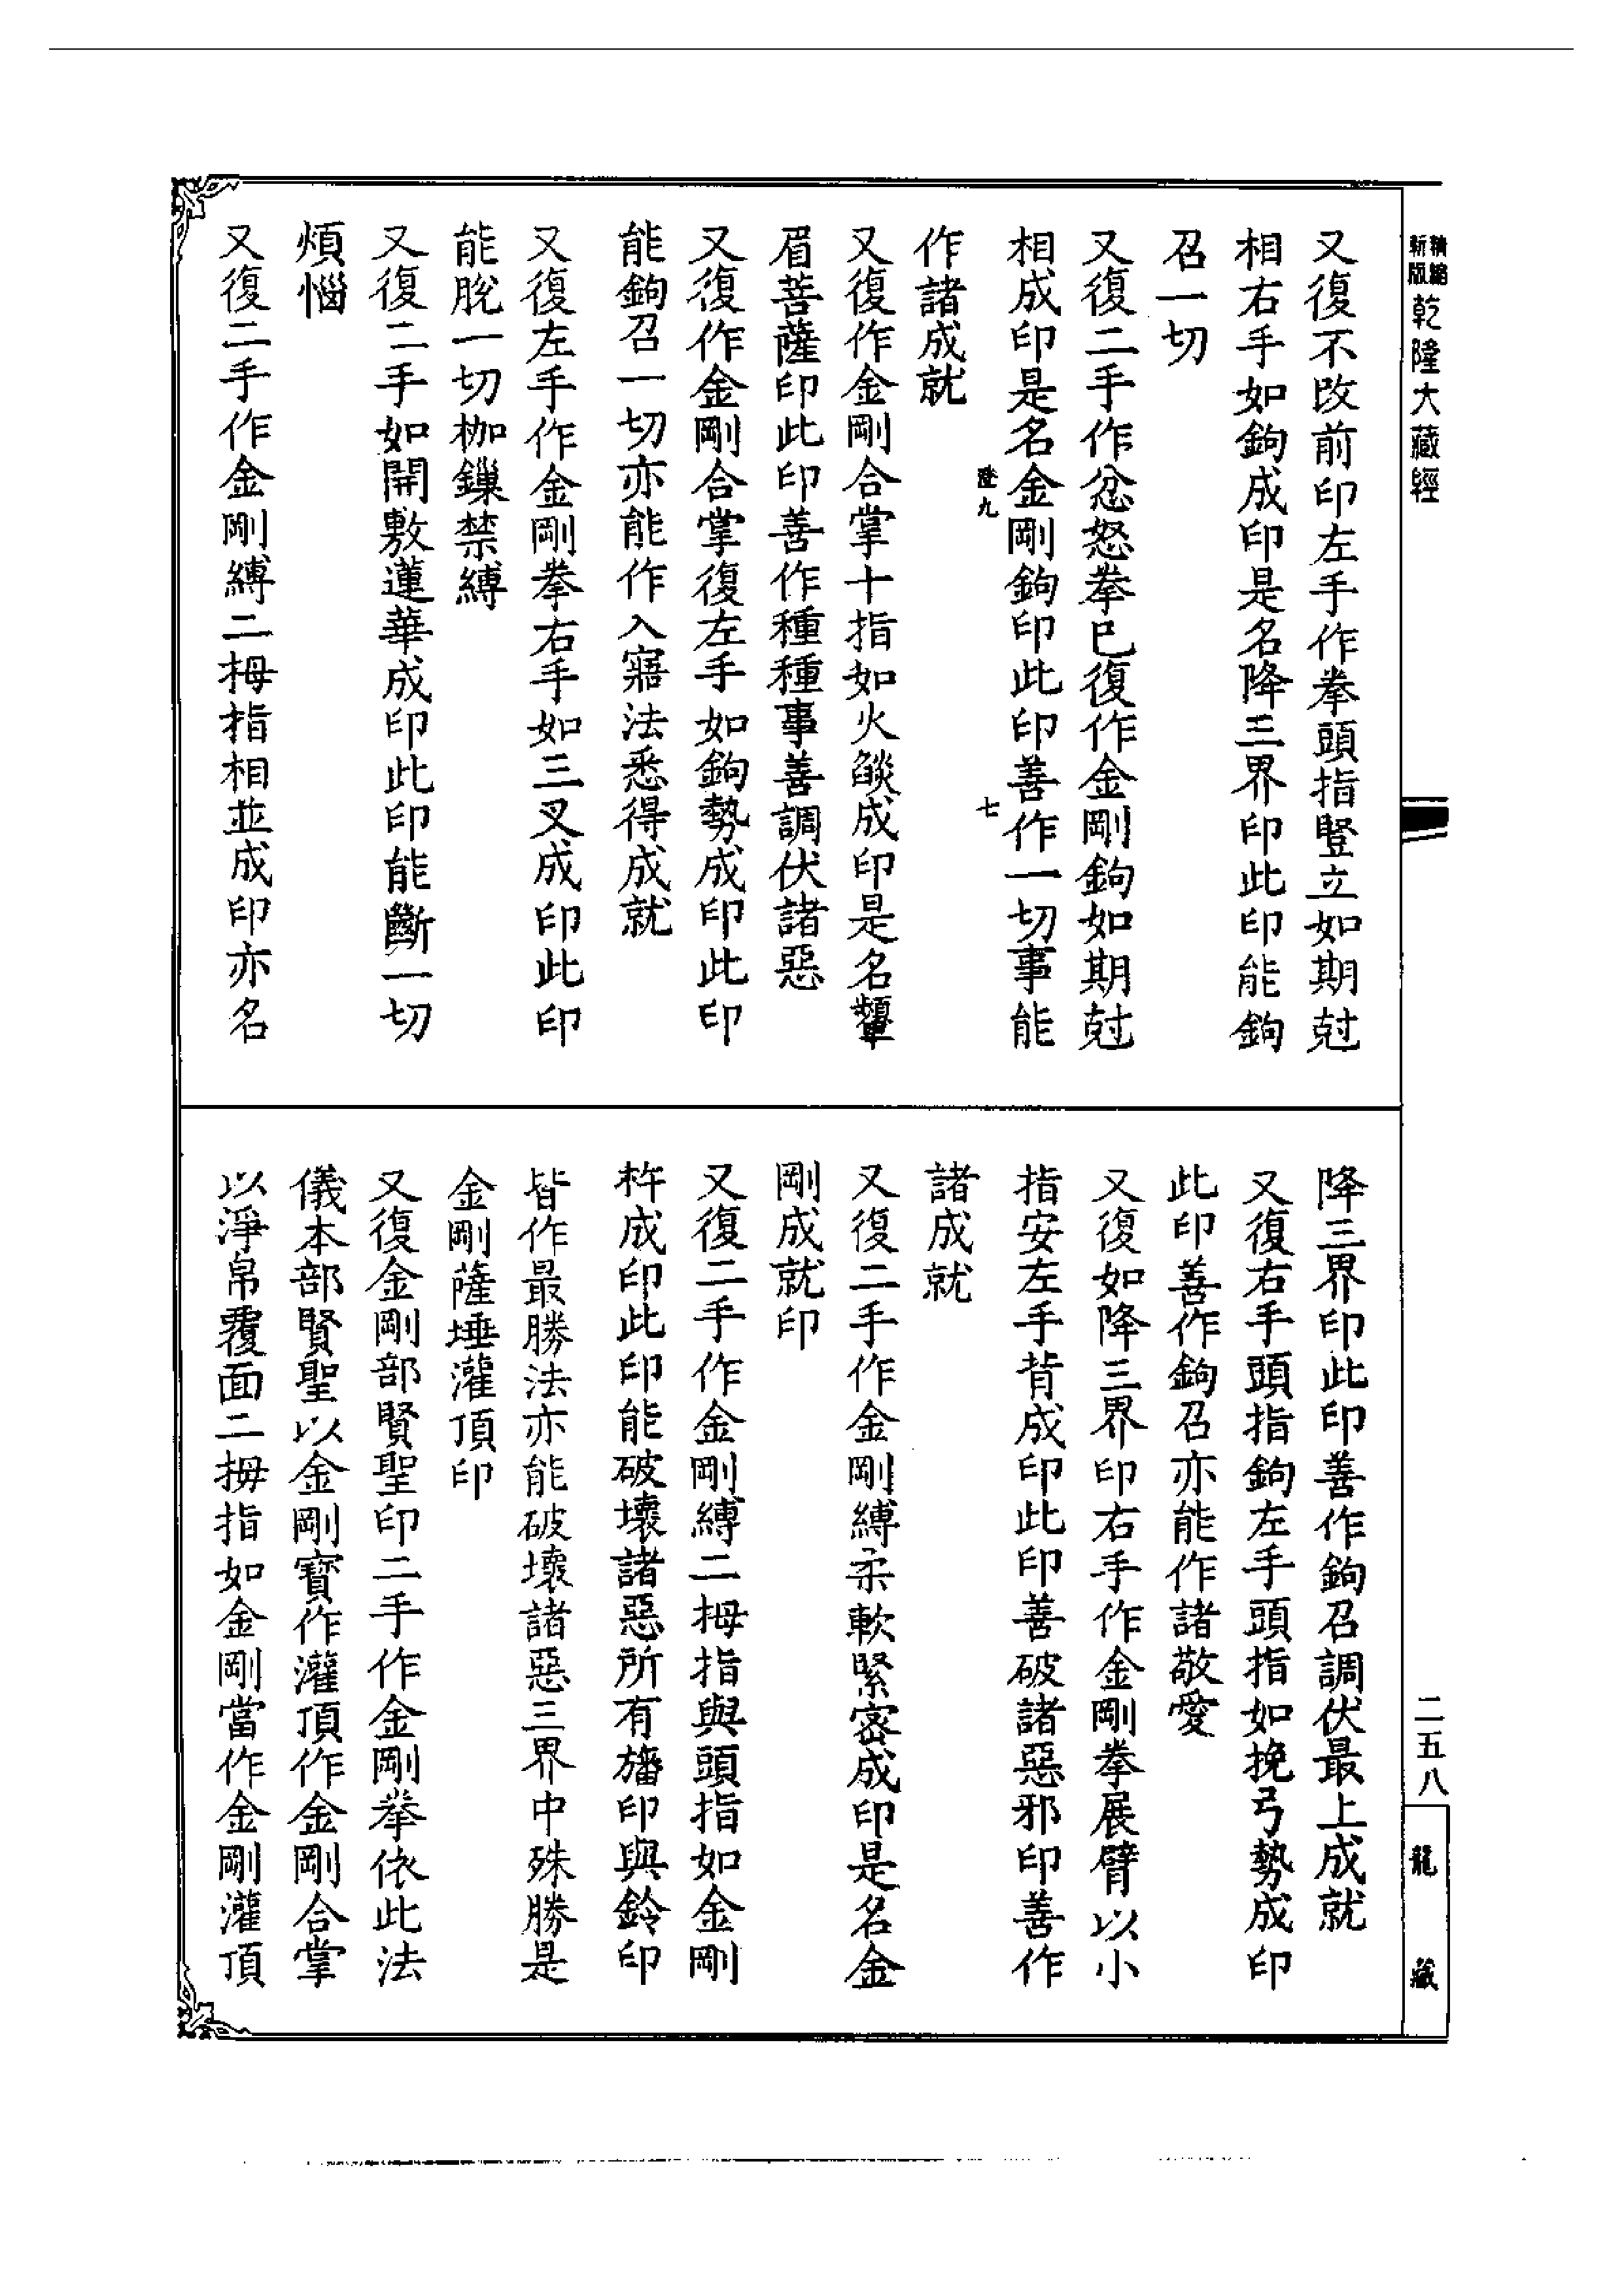 精縮新版乾隆大藏經
又復不改前印左手作拳頭指豎立如期尅
相右手如鉤成印是名降三界印此印能鉤
召一切
又復二手作忿怒拳已復作金剛鉤如期尅
相成印是名金剛鉤印此印善作一切事能
澄九 七
作諸成就
又復作金剛合掌十指如火燄成印是名顰
眉菩薩印此印善作種種事善調伏諸惡
又復作金剛合掌復左手如鉤勢成印此印
能鉤召一切亦能作入寤法悉得成就
又復左手作金剛拳右手如三叉成印此印
能脫一切枷鏁禁縛
又復二手如開敷蓮華成印此印能斷一切
煩惱
又復二手作金剛縛二拇指相並成印亦名
降三界印此印善作鉤召調伏最上成就
又復右手頭指鉤左手頭指如挽弓勢成印
此印善作鉤召亦能作諸敬愛
又復如降三界印右手作金剛拳展臂以小
指安左手背成印此印善破諸惡邪印善作
諸成就
又復二手作金剛縛柔軟緊密成印是名金
剛成就印
又復二手作金剛縛二拇指與頭指如金剛
杵成印此印能破壞諸惡所有旛印與鈴印
皆作最勝法亦能破壞諸惡三界中殊勝是
金剛薩埵灌頂印
又復金剛部賢聖印二手作金剛拳依此法
儀本部賢聖以金剛寶作灌頂作金剛合掌
以淨帛覆面二拇指如金剛當作金剛灌頂
二五八
龍藏